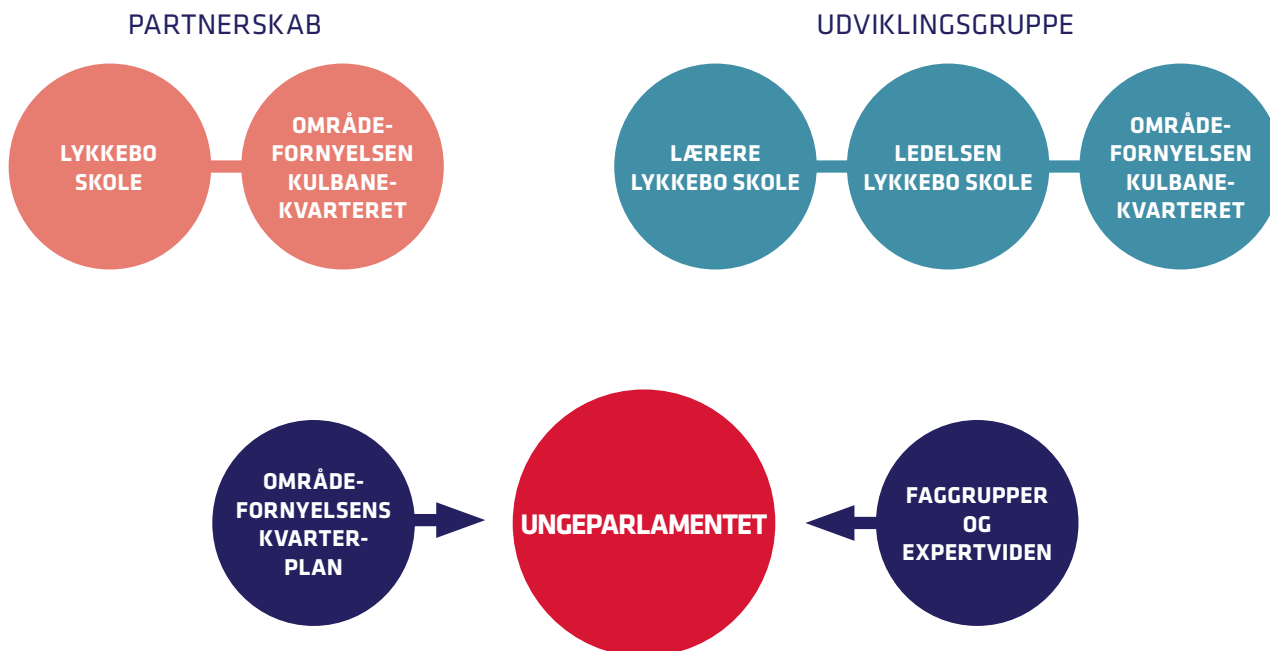 PARTNERSKAB
UDVIKLINGSGRUPPE
LYKKEBO
SKOLE
OMRÅDE-
FORNYELSEN
KULBANE-
KVARTERET
LÆRERE
LYKKEBO SKOLE
LEDELSEN
LYKKEBO SKOLE
OMRÅDE-
FORNYELSEN
KULBANE-
KVARTERET
OMRÅDE-
FORNYELSENS
KVARTER-
PLAN
UNGEPARLAMENTET
FAGGRUPPER
OG
EXPERTVIDEN